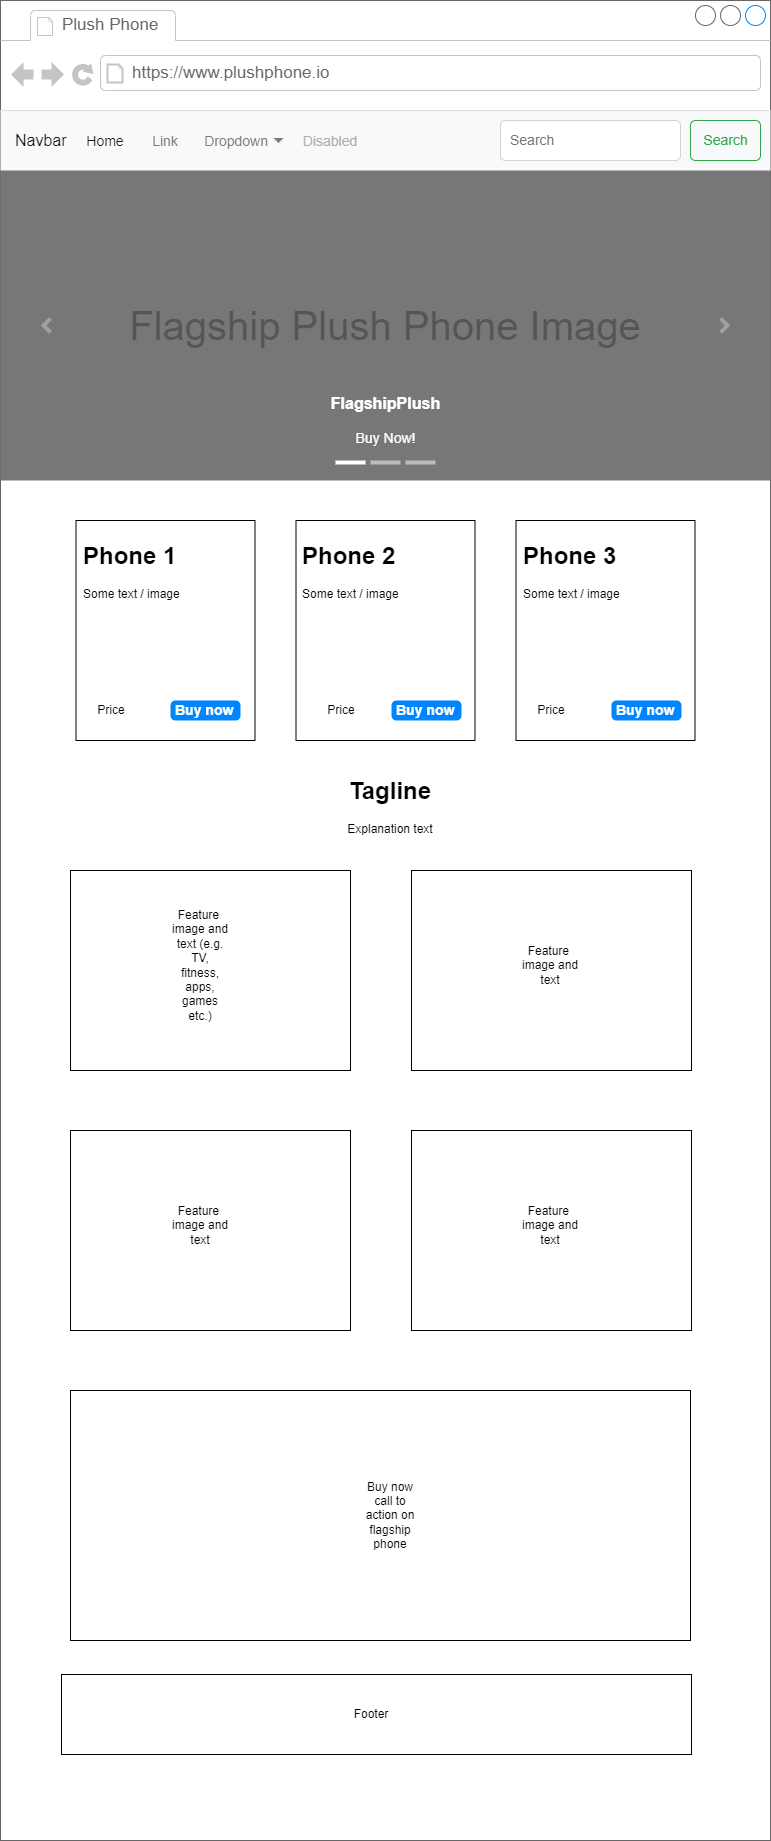 Plush Phone
https://www.plushphone.io
Navbar Home Link Dropdown Disabled Search Search
Flagship Plush Phone Image
FlagshipPlush
Buy Now!
Phone 1
Some text / image
Price Buy now
Phone 2
Some text / image
Price Buy now
Phone 3
Some text / image
Price Buy now
Tagline
Explanation text
Feature
image and
text (e.g.
TV,
fitness,
apps,
games
etc.)
Feature
image and
text
Feature
image and
text
Feature
image and
text
Buy now
call to
action on
flagship
phone
Footer